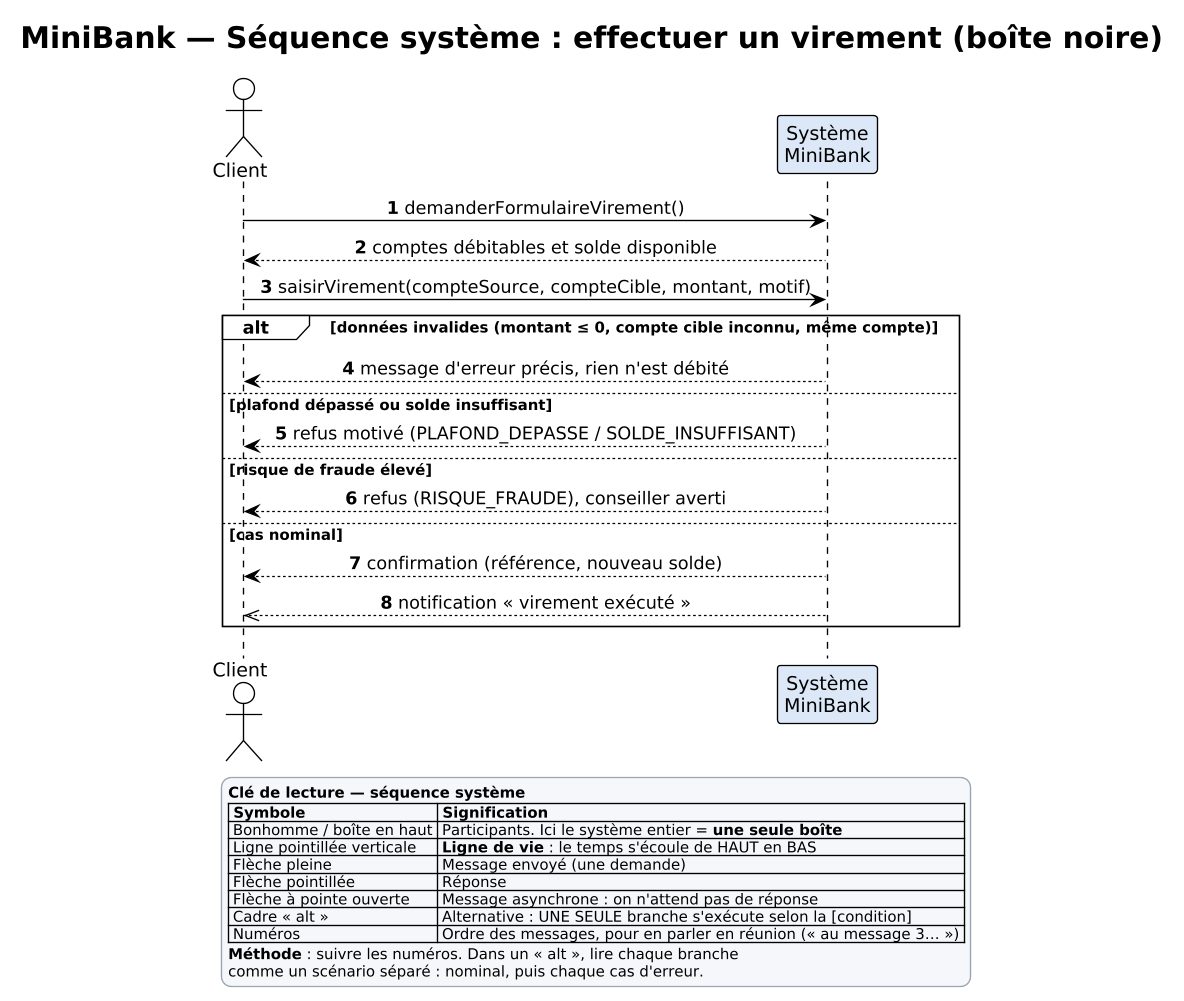 MiniBank — Séquence système : effectuer un virement (boîte noire)
Client
Système
MiniBank
1 demanderFormulaireVirement()
2 comptes débitables et solde disponible
3 saisirVirement(compteSource, compteCible, montant, motif)
alt [données invalides (montant ≤ 0, compte cible inconnu, même compte)]
4 message d'erreur précis, rien n'est débité
[plafond dépassé ou solde insuffisant]
5 refus motivé (PLAFOND_DEPASSE / SOLDE_INSUFFISANT)
[risque de fraude élevé]
6 refus (RISQUE_FRAUDE), conseiller averti
[cas nominal]
7 confirmation (référence, nouveau solde)
8 notification « virement exécuté »
Client
Système
MiniBank
Clé de lecture — séquence système
Symbole Signification
Bonhomme / boîte en haut Participants. Ici le système entier = une seule boîte
Ligne pointillée verticale Ligne de vie : le temps s'écoule de HAUT en BAS
Flèche pleine Message envoyé (une demande)
Flèche pointillée Réponse
Flèche à pointe ouverte Message asynchrone : on n'attend pas de réponse
Cadre « alt » Alternative : UNE SEULE branche s'exécute selon la [condition]
Numéros Ordre des messages, pour en parler en réunion (« au message 3... »)
Méthode : suivre les numéros. Dans un « alt », lire chaque branche
comme un scénario séparé : nominal, puis chaque cas d'erreur.